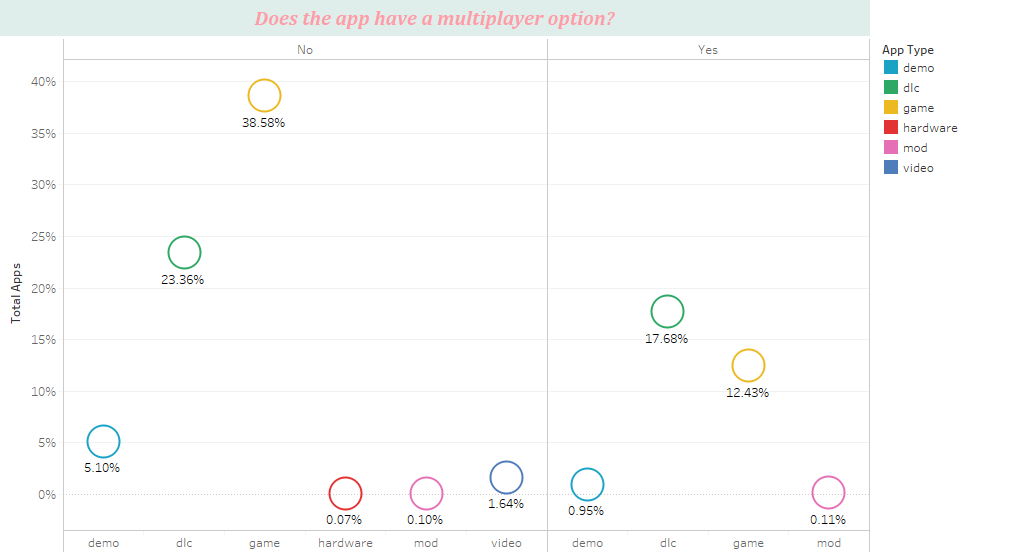 Does the app have a multiplayer option?
No
Yes
App Type
demo
dlc
game
hardware
mod
video
Total Apps
40%
35%
30%
25%
20%
15%
10%
5%
0%
38.58%
23.36%
17.68%
12.43%
5.10%
1.64%
0.95%
0.07%
0.10%
0.11%
demo dlc game hardware mod video demo dlc game mod